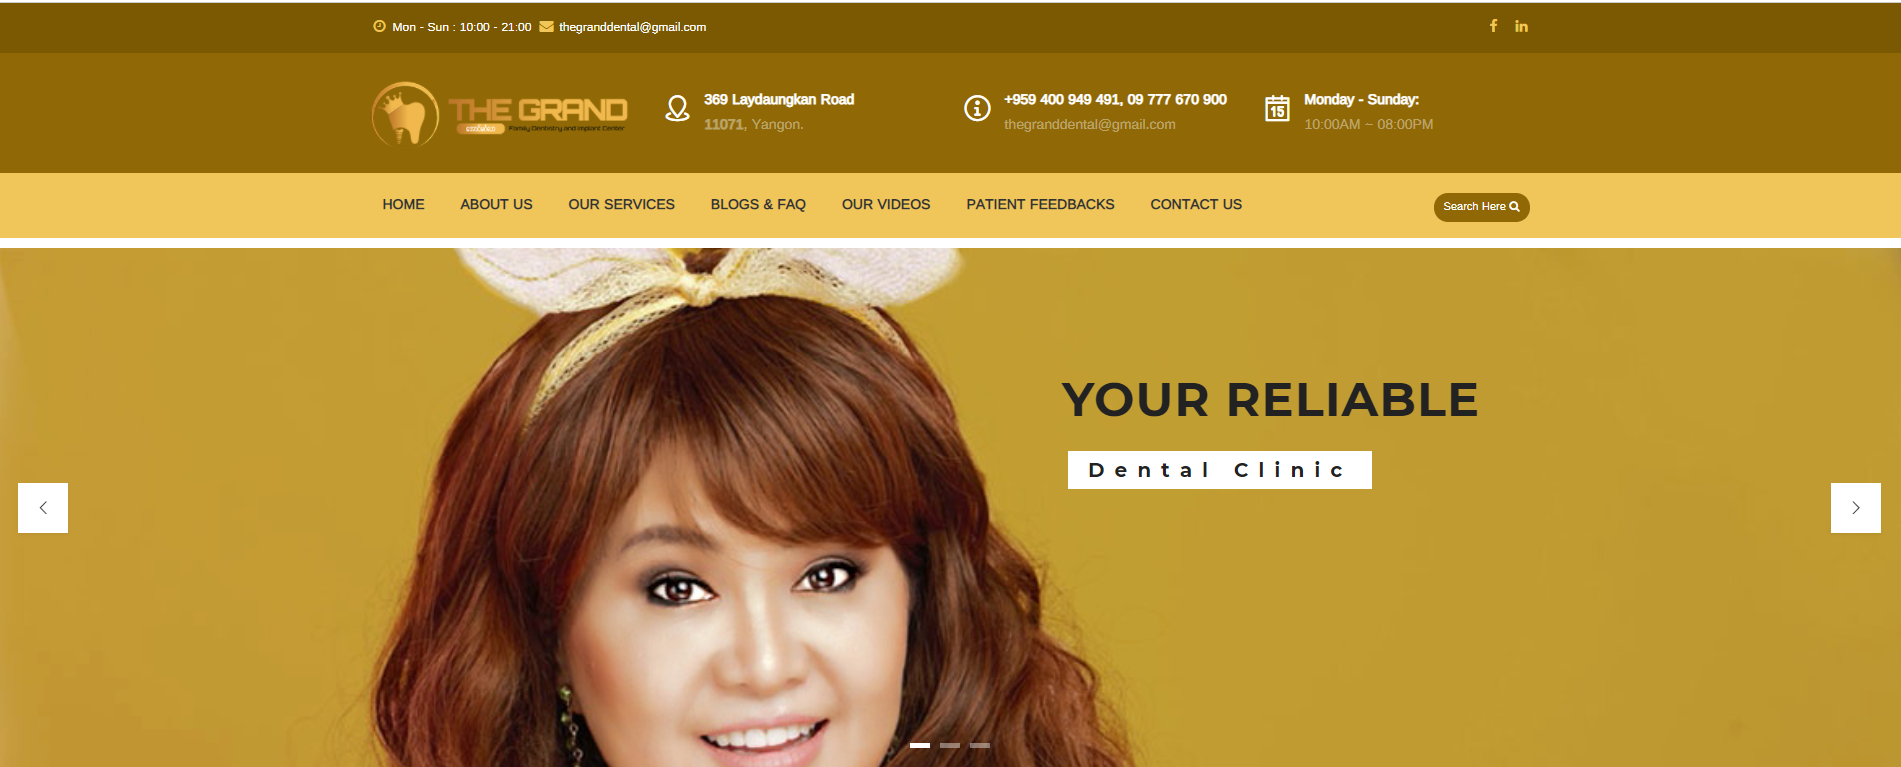 Mon - Sun : 10:00 - 21:00 thegranddental@gmail.com
THE GRAND
Family Dentistry and Implant Center
369 Laydaungkan Road
11071, Yangon.
+959 400 949 491, 09 777 670 900
thegranddental@gmail.com
15
Monday - Sunday:
10:00AM – 08:00PM
HOME ABOUT US OUR SERVICES BLOGS & FAQ OUR VIDEOS PATIENT FEEDBACKS CONTACT US
Search Here
YOUR RELIABLE
Dental Clinic